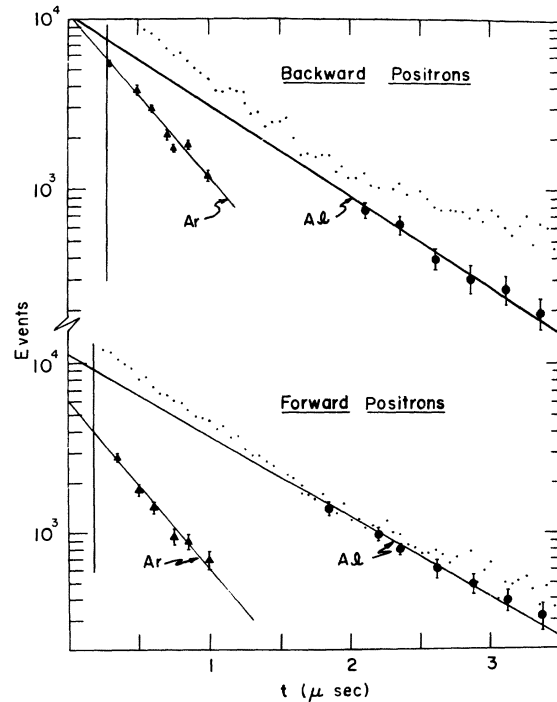 10⁴
Backward Positrons
10³
Ar
Al
Events
10⁴
Forward Positrons
10³
Ar
Al
1 2 3
t (μ sec)